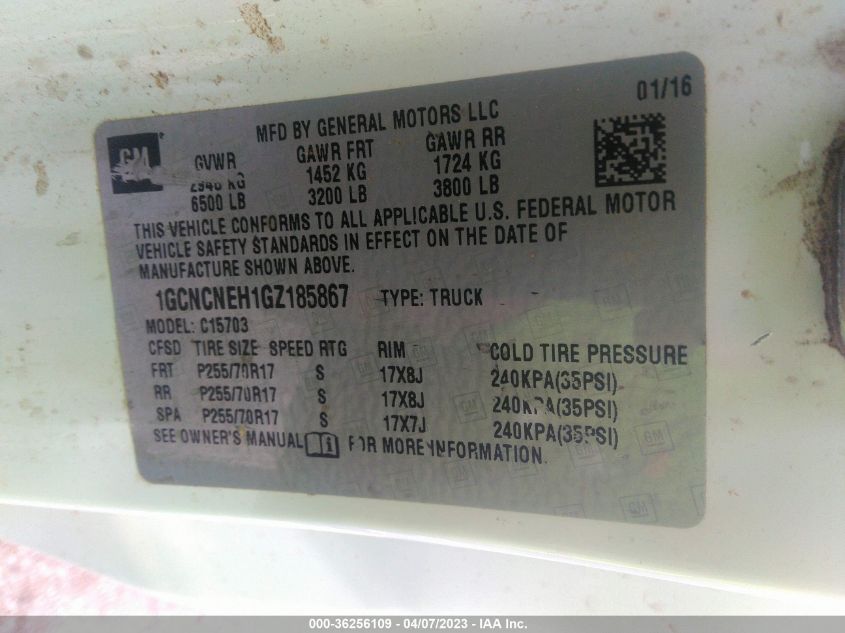 01/16
MFD BY GENERAL MOTORS LLC
GM
GVWR GAWR FRT GAWR RR
2948 KG 1452 KG 1724 KG
6500 LB 3200 LB 3800 LB
THIS VEHICLE CONFORMS TO ALL APPLICABLE U.S. FEDERAL MOTOR
VEHICLE SAFETY STANDARDS IN EFFECT ON THE DATE OF
MANUFACTURE SHOWN ABOVE.
1GCNCNEH1GZ185867 TYPE: TRUCK
MODEL: C15703
CFSD TIRE SIZE SPEED RTG RIM COLD TIRE PRESSURE
FRT P255/70R17 S 17X8J 240KPA(35PSI)
RR P255/70R17 S 17X8J 240KPA(35PSI)
SPA P255/70R17 S 17X7J 240KPA(35PSI)
SEE OWNER'S MANUAL FOR MORE INFORMATION.
000-36256109 - 04/07/2023 - IAA Inc.